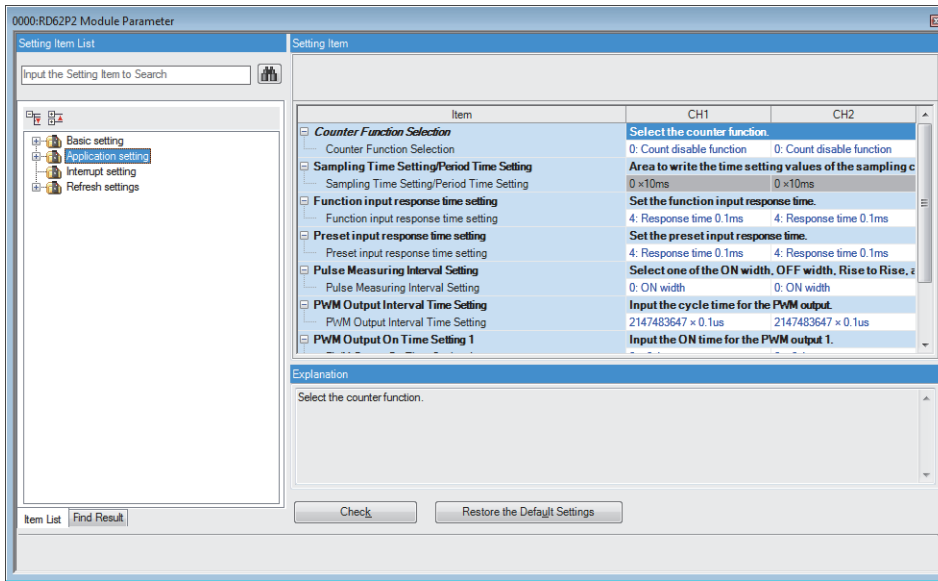 0000:RD62P2 Module Parameter
Setting Item List
Input the Setting Item to Search
Basic setting
Application setting
Interrupt setting
Refresh settings
Item List Find Result
Setting Item
Item CH1 CH2
Counter Function Selection Select the counter function.
Counter Function Selection 0: Count disable function 0: Count disable function
Sampling Time Setting/Period Time Setting Area to write the time setting values of the sampling c
Sampling Time Setting/Period Time Setting 0 ×10ms 0 ×10ms
Function input response time setting Set the function input response time.
Function input response time setting 4: Response time 0.1ms 4: Response time 0.1ms
Preset input response time setting Set the preset input response time.
Preset input response time setting 4: Response time 0.1ms 4: Response time 0.1ms
Pulse Measuring Interval Setting Select one of the ON width, OFF width, Rise to Rise, a
Pulse Measuring Interval Setting 0: ON width 0: ON width
PWM Output Interval Time Setting Input the cycle time for the PWM output.
PWM Output Interval Time Setting 2147483647 × 0.1us 2147483647 × 0.1us
PWM Output On Time Setting 1 Input the ON time for the PWM output 1.
Explanation
Select the counter function.
Check Restore the Default Settings